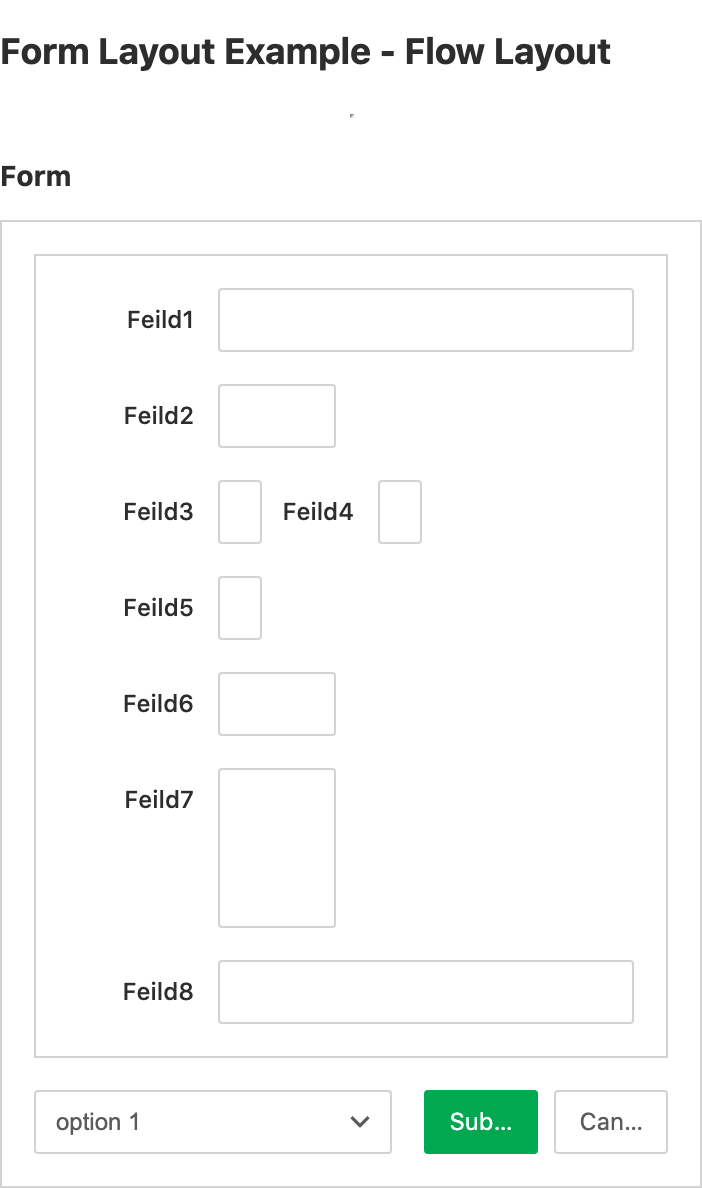 Form Layout Example - Flow Layout
Form
Feild1
Feild2
Feild3 Feild4
Feild5
Feild6
Feild7
Feild8
option 1 Sub... Can...